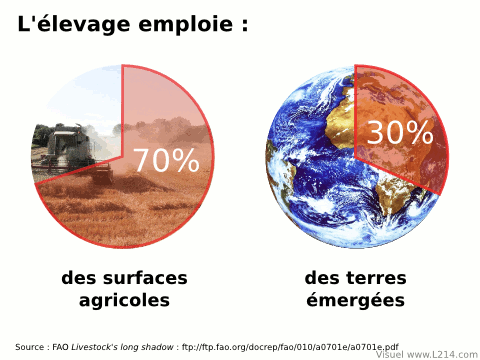 L'élevage emploie :
70%
30%
des surfaces
agricoles
des terres
émergées
Source : FAO Livestock's long shadow : ftp://ftp.fao.org/docrep/fao/010/a0701e/a0701e.pdf
Visuel www.L214.com